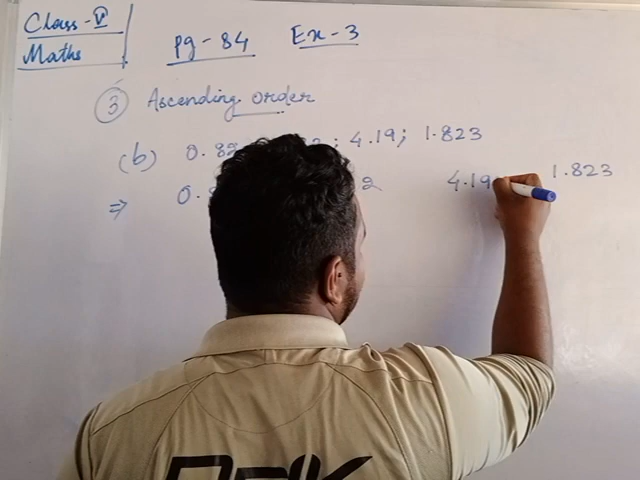 Class - V
Maths
Pg - 84 Ex - 3
③ Ascending order
(b) 0.82 ; 4.19; 1.823
⇒ 0. 2 4.19 1.823